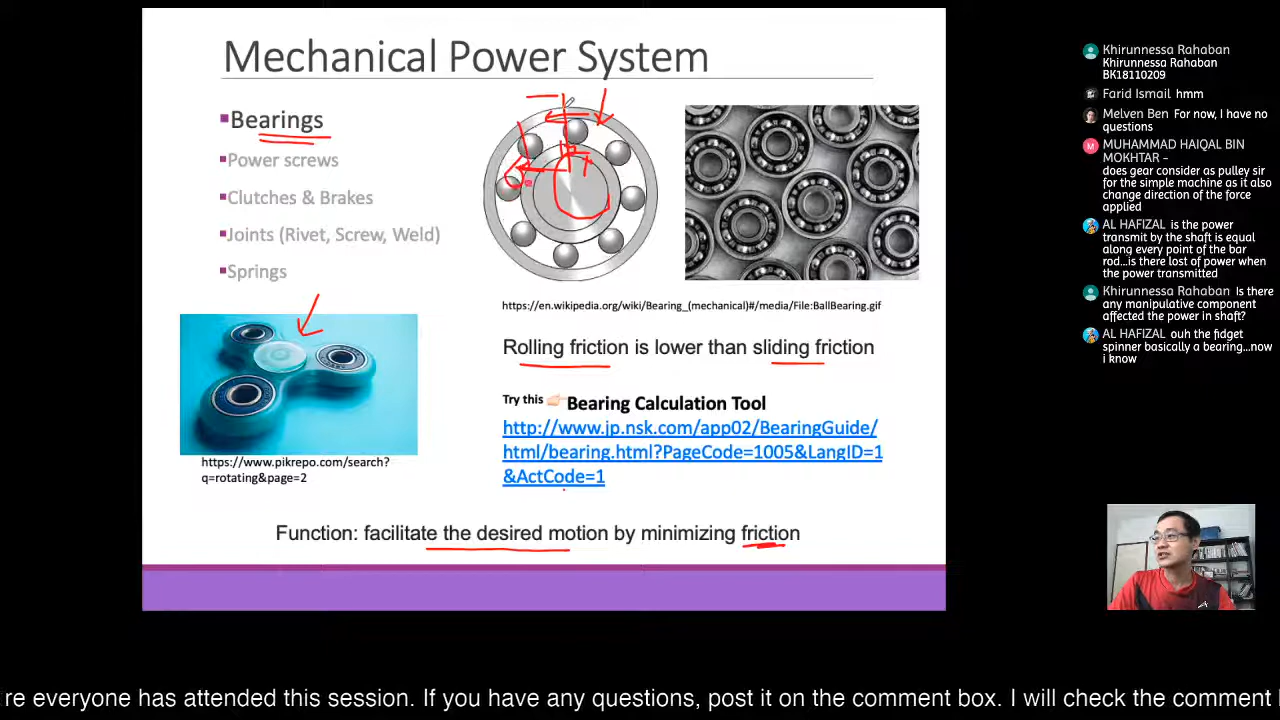 Mechanical Power System
▪Bearings
▪Power screws
▪Clutches & Brakes
▪Joints (Rivet, Screw, Weld)
▪Springs
https://www.pikrepo.com/search?
q=rotating&page=2
https://en.wikipedia.org/wiki/Bearing_(mechanical)#/media/File:BallBearing.gif
Rolling friction is lower than sliding friction
Try this 👉🏻Bearing Calculation Tool
http://www.jp.nsk.com/app02/BearingGuide/
html/bearing.html?PageCode=1005&LangID=1
&ActCode=1
Function: facilitate the desired motion by minimizing friction
Khirunnessa Rahaban
Khirunnessa Rahaban
BK18110209
Farid Ismail hmm
Melven Ben For now, I have no
questions
M MUHAMMAD HAIQAL BIN
MOKHTAR -
does gear consider as pulley sir
for the simple machine as it also
change direction of the force
applied
AL HAFIZAL is the power
transmit by the shaft is equal
along every point of the bar
rod...is there lost of power when
the power transmitted
Khirunnessa Rahaban Is there
any manipulative component
affected the power in shaft?
AL HAFIZAL ouh the fidget
spinner basically a bearing...now
i know
re everyone has attended this session. If you have any questions, post it on the comment box. I will check the comment